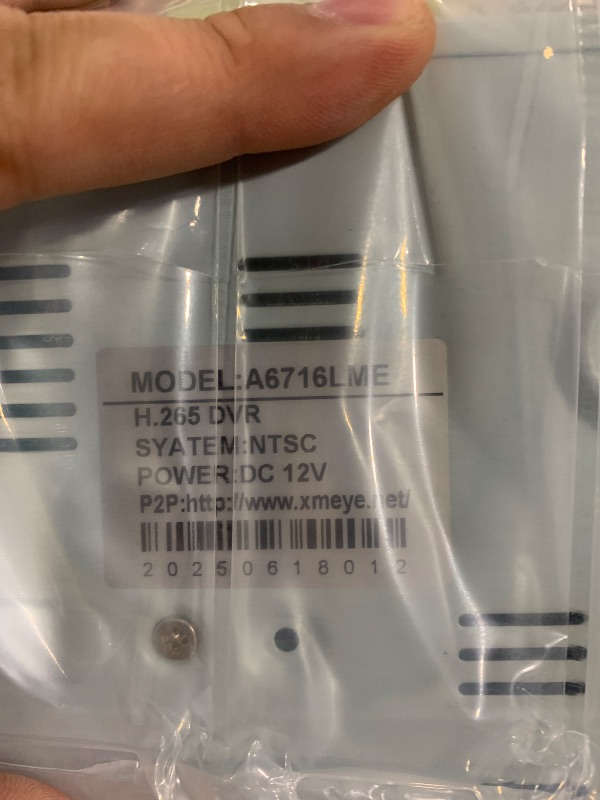 MODEL:A6716LME
H.265 DVR
SYATEM:NTSC
POWER:DC 12V
P2P:http://www.xmeye.net/
20250618012